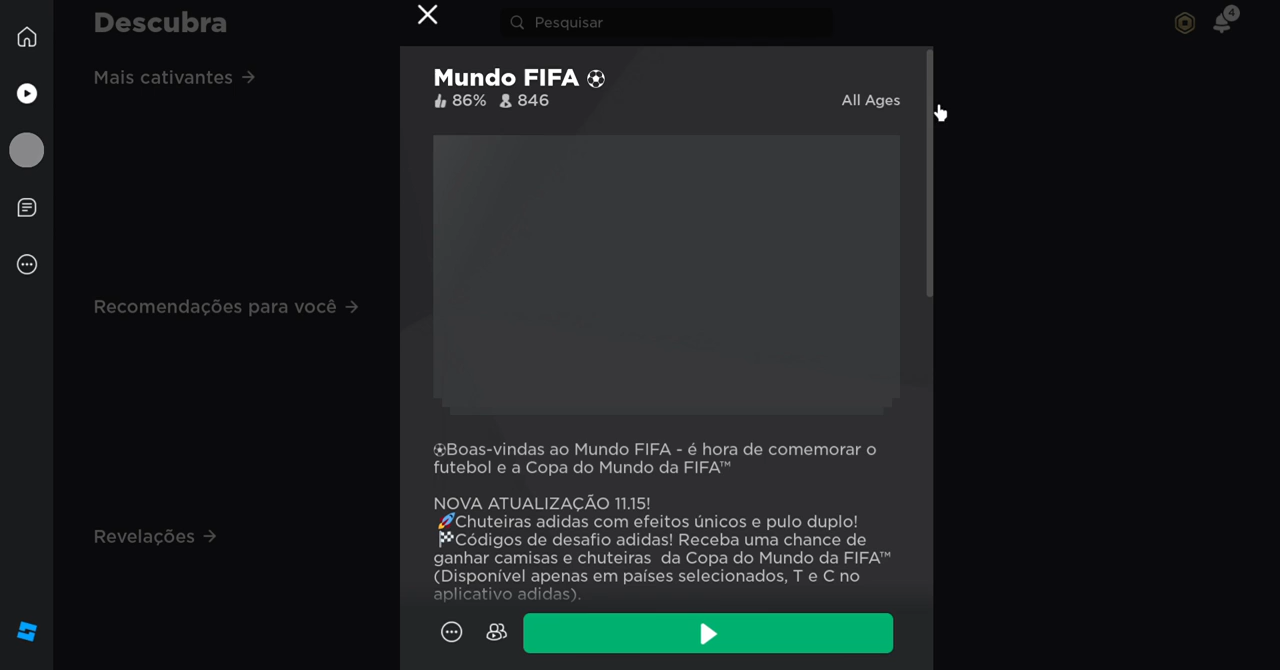 Descubra
Pesquisar
4
Mais cativantes →
Recomendações para você →
Revelações →
Mundo FIFA ⚽
86% 846
All Ages
⚽Boas-vindas ao Mundo FIFA - é hora de comemorar o
futebol e a Copa do Mundo da FIFA™
NOVA ATUALIZAÇÃO 11.15!
🚀Chuteiras adidas com efeitos únicos e pulo duplo!
🏁Códigos de desafio adidas! Receba uma chance de
ganhar camisas e chuteiras da Copa do Mundo da FIFA™
(Disponível apenas em países selecionados, T e C no
aplicativo adidas).